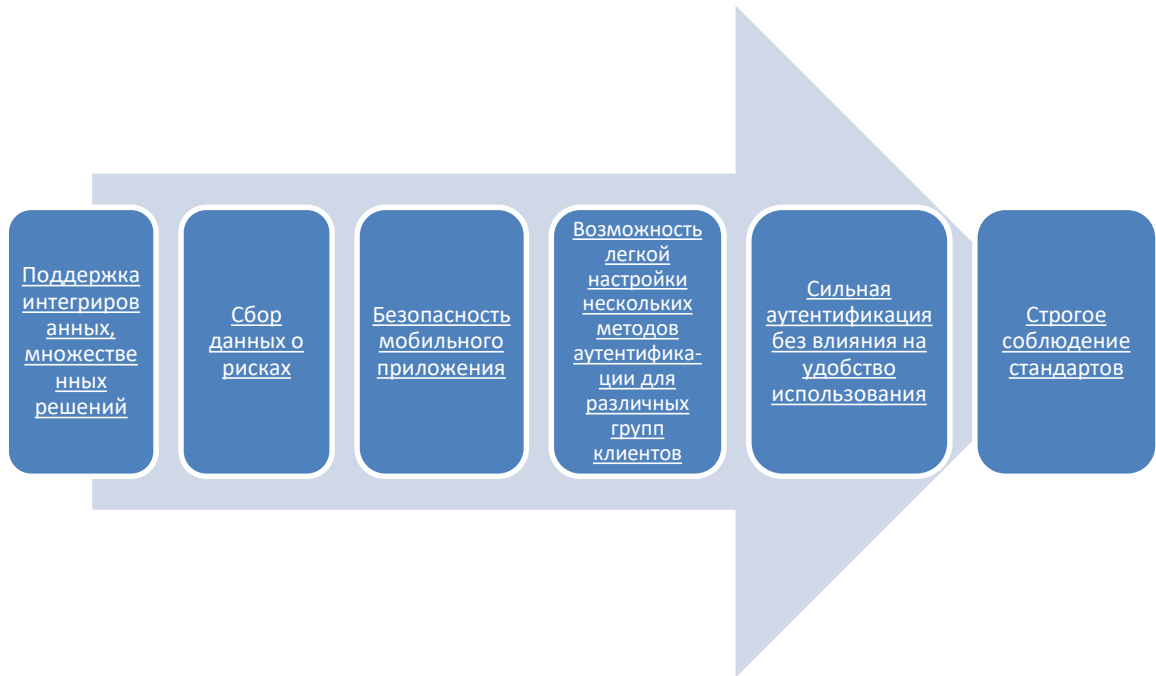 Поддержка
интегриров
анных,
множестве
нных
решений
Сбор
данных о
рисках
Безопасность
мобильного
приложения
Возможность
легкой
настройки
нескольких
методов
аутентифика-
ции для
различных
групп
клиентов
Сильная
аутентификация
без влияния на
удобство
использования
Строгое
соблюдение
стандартов